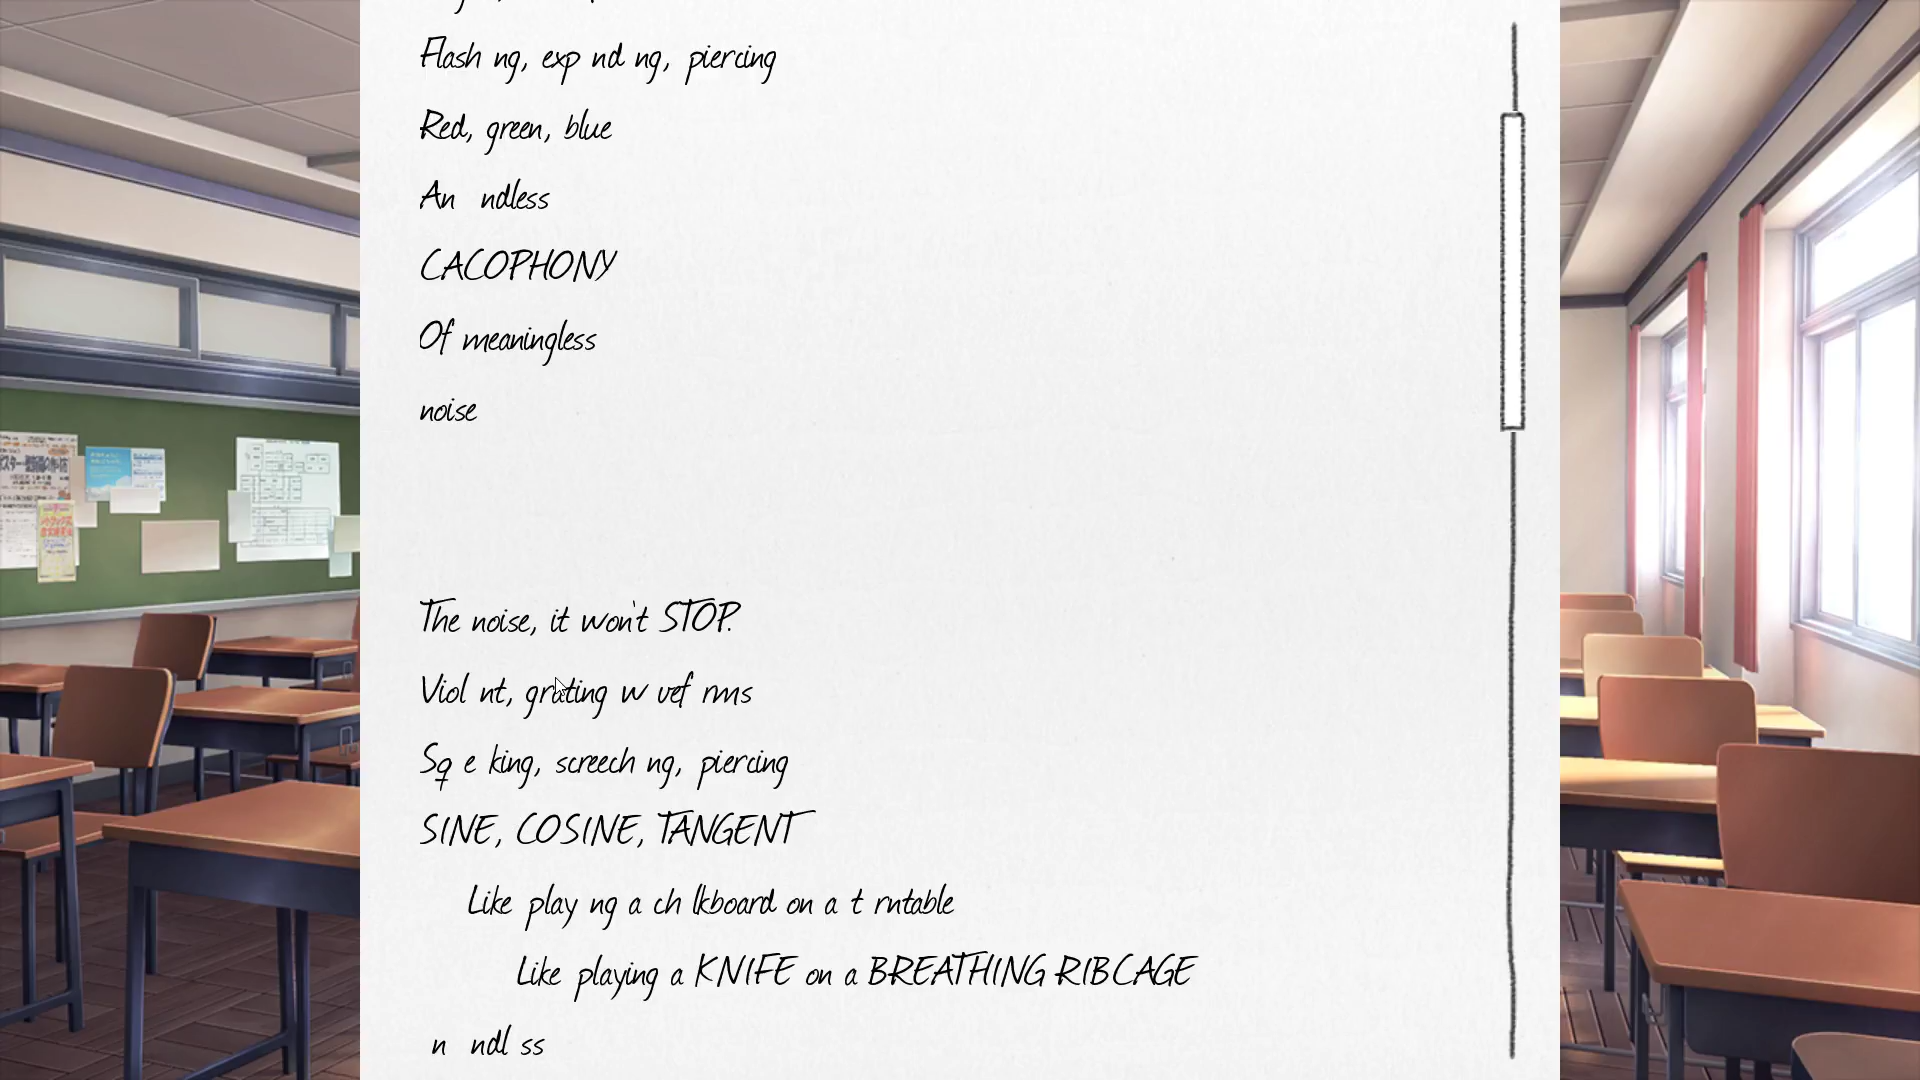 Flash ng, exp nd ng, piercing
Red, green, blue
An  ndless
CACOPHONY
Of meaningless
noise
The noise, it won't STOP.
Viol nt, grating w vef rms
Sq e king, screech ng, piercing
SINE, COSINE, TANGENT
Like play ng a ch lkboard on a t rntable
Like playing a KNIFE on a BREATHING RIBCAGE
n  ndl ss